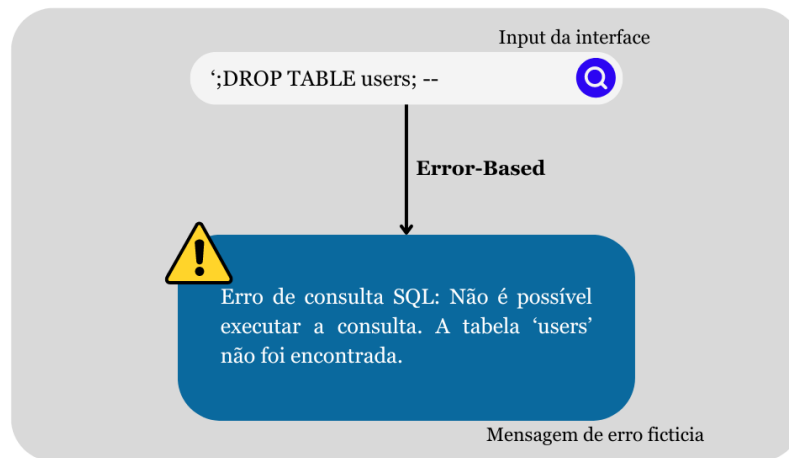 Input da interface
‘;DROP TABLE users; --
Error-Based
Erro de consulta SQL: Não é possível
executar a consulta. A tabela ‘users’
não foi encontrada.
Mensagem de erro ficticia